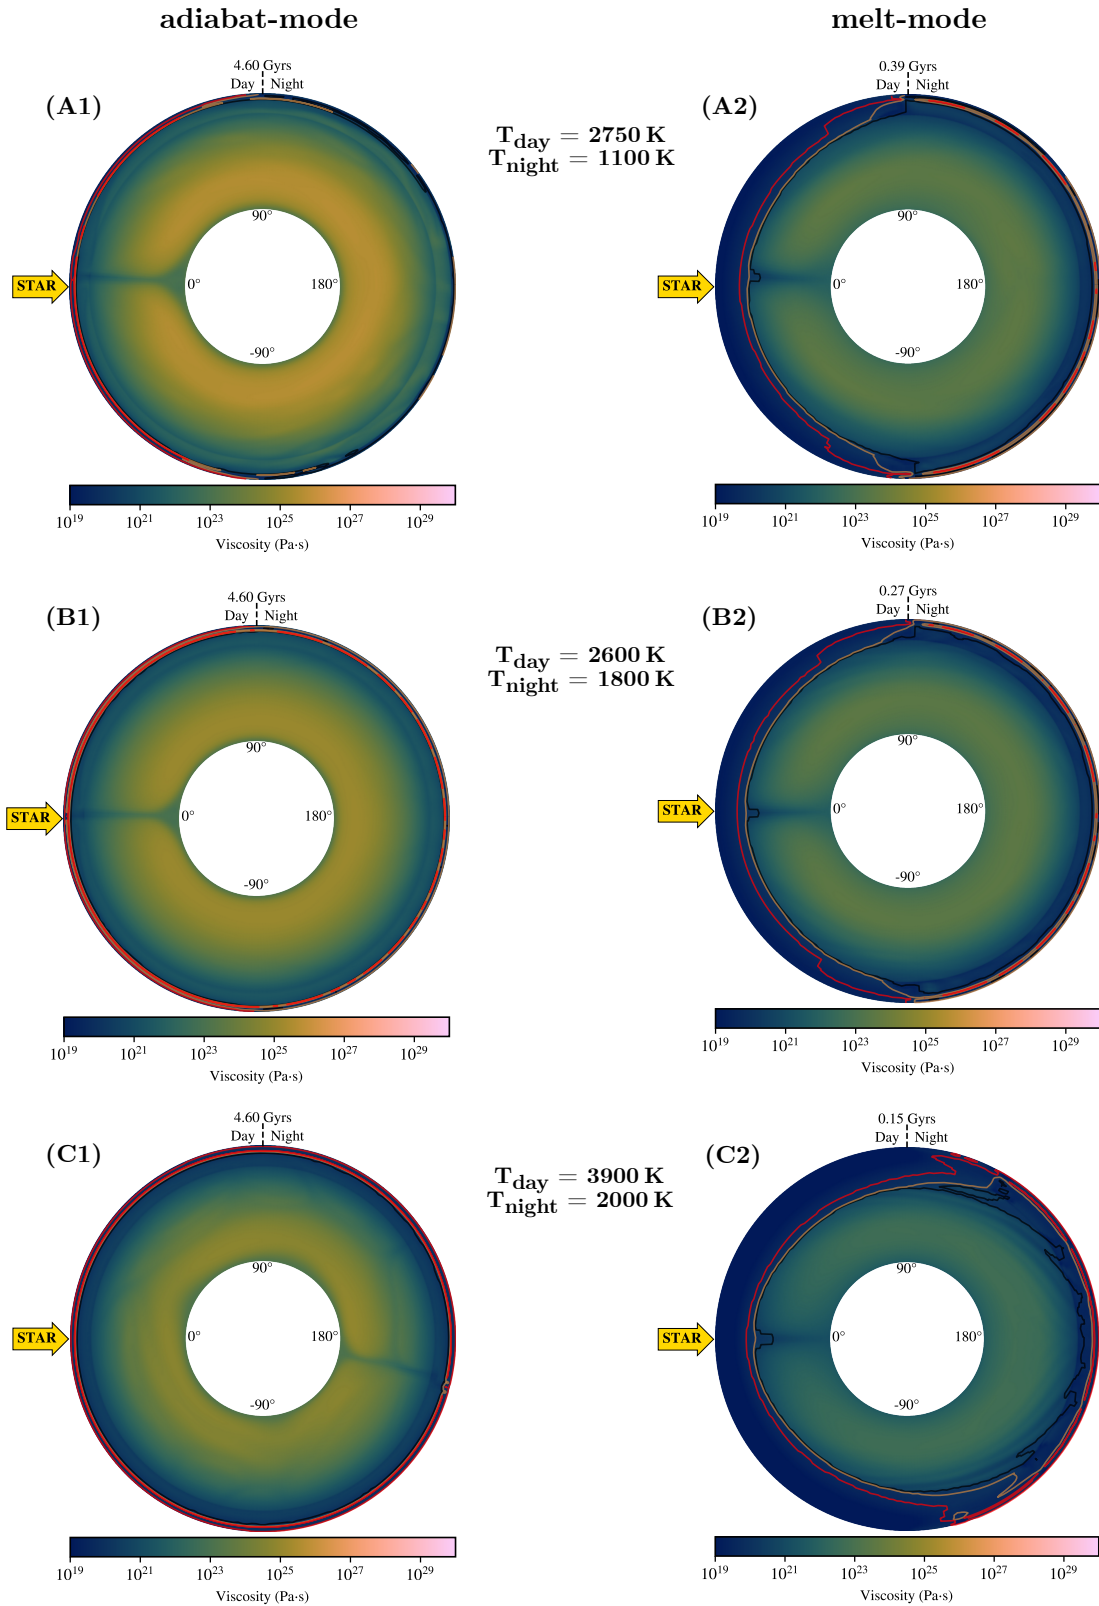 adiabat-mode
melt-mode
4.60 Gyrs
Day Night
(A1)
STAR
90°
0°
180°
-90°
10^19 10^21 10^23 10^25 10^27 10^29
Viscosity (Pa·s)
T_day = 2750 K
T_night = 1100 K
0.39 Gyrs
Day Night
(A2)
STAR
90°
0°
180°
-90°
10^19 10^21 10^23 10^25 10^27 10^29
Viscosity (Pa·s)
4.60 Gyrs
Day Night
(B1)
STAR
90°
0°
180°
-90°
10^19 10^21 10^23 10^25 10^27 10^29
Viscosity (Pa·s)
T_day = 2600 K
T_night = 1800 K
0.27 Gyrs
Day Night
(B2)
STAR
90°
0°
180°
-90°
10^19 10^21 10^23 10^25 10^27 10^29
Viscosity (Pa·s)
4.60 Gyrs
Day Night
(C1)
STAR
90°
0°
180°
-90°
10^19 10^21 10^23 10^25 10^27 10^29
Viscosity (Pa·s)
T_day = 3900 K
T_night = 2000 K
0.15 Gyrs
Day Night
(C2)
STAR
90°
0°
180°
-90°
10^19 10^21 10^23 10^25 10^27 10^29
Viscosity (Pa·s)